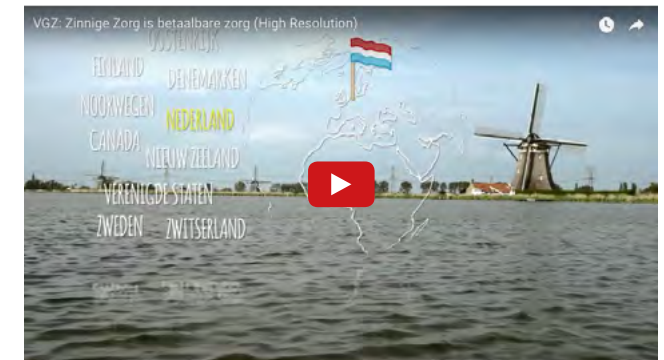 VGZ: Zinnige Zorg is betaalbare zorg (High Resolution)
OOSTENRIJK
FINLAND
DENEMARKEN
NOORWEGEN
NEDERLAND
CANADA
NIEUW ZEELAND
VERENIGDE STATEN
ZWEDEN
ZWITSERLAND